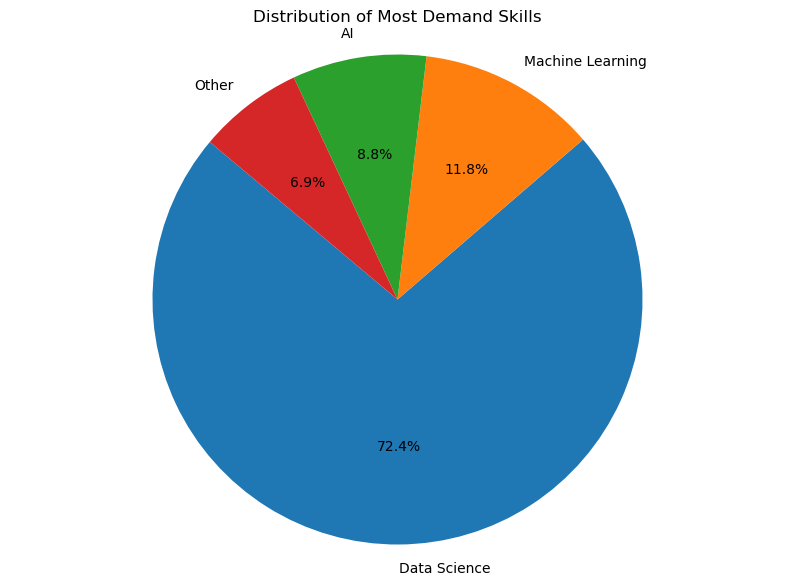 Distribution of Most Demand Skills
AI
Machine Learning
Other
8.8%
11.8%
6.9%
72.4%
Data Science